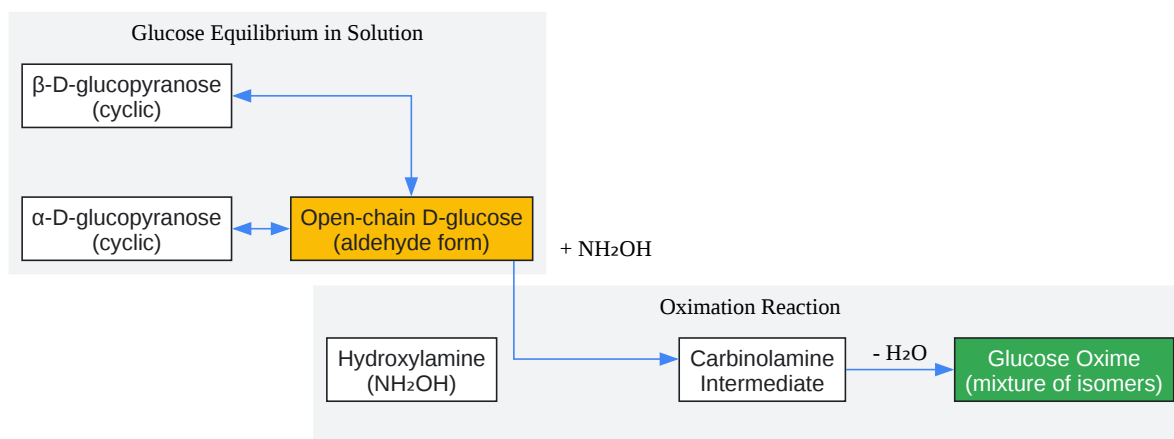 Glucose Equilibrium in Solution
β-D-glucopyranose
(cyclic)
α-D-glucopyranose
(cyclic)
Open-chain D-glucose
(aldehyde form)
+ NH₂OH
Oximation Reaction
Hydroxylamine
(NH₂OH)
Carbinolamine
Intermediate
- H₂O
Glucose Oxime
(mixture of isomers)